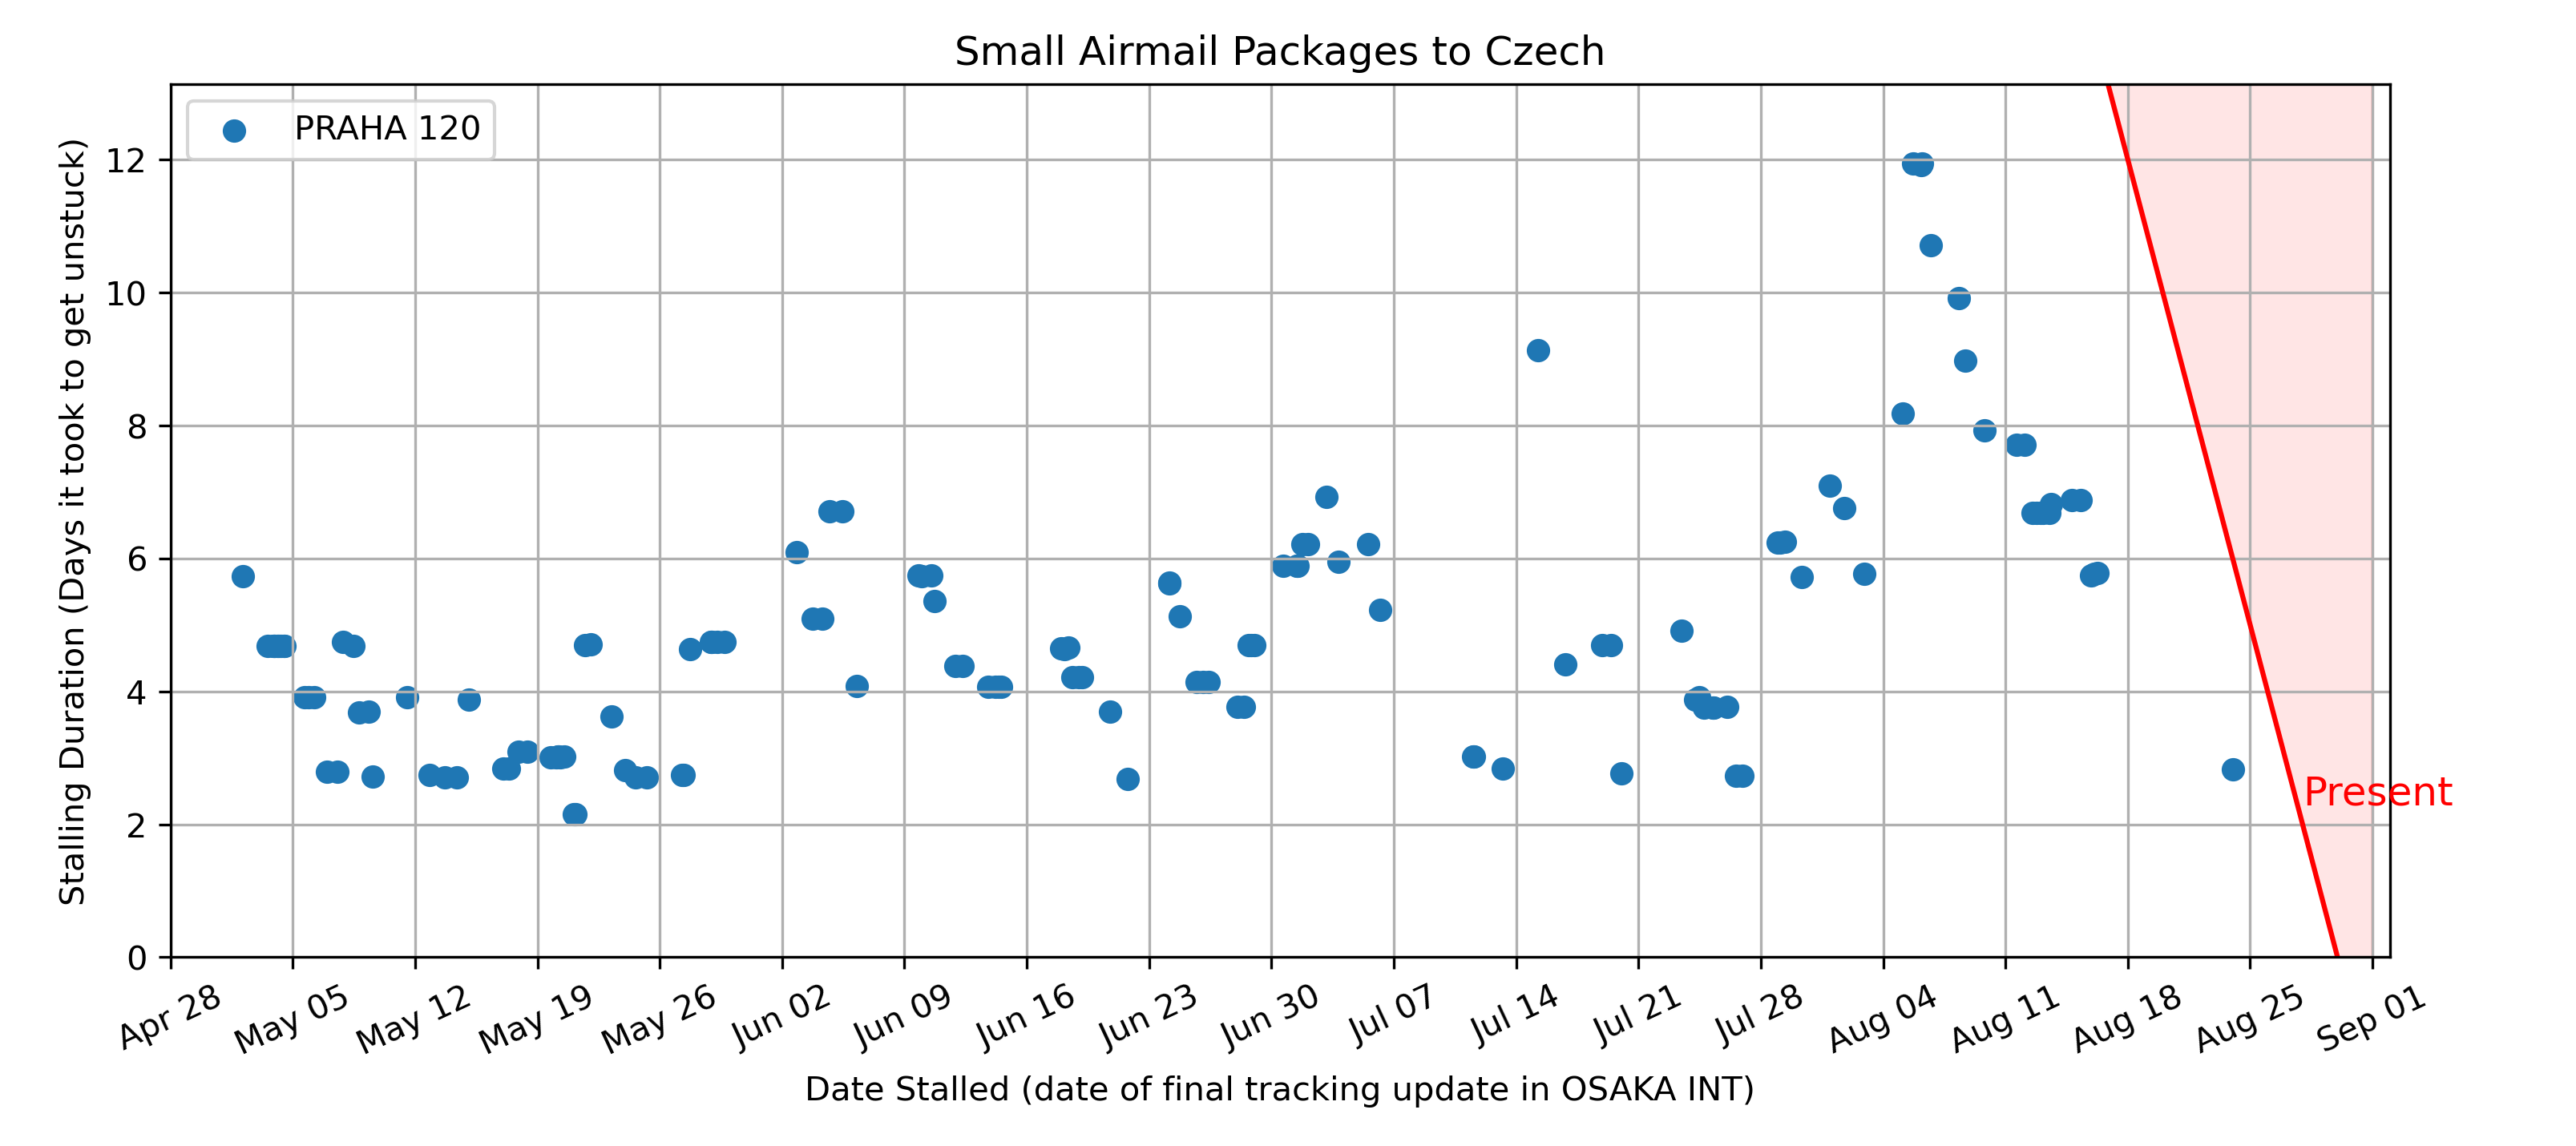 Small Airmail Packages to Czech
PRAHA 120
Stalling Duration (Days it took to get unstuck)
12
10
8
6
4
2
0
Present
Apr 28
May 05
May 12
May 19
May 26
Jun 02
Jun 09
Jun 16
Jun 23
Jun 30
Jul 07
Jul 14
Jul 21
Jul 28
Aug 04
Aug 11
Aug 18
Aug 25
Sep 01
Date Stalled (date of final tracking update in OSAKA INT)